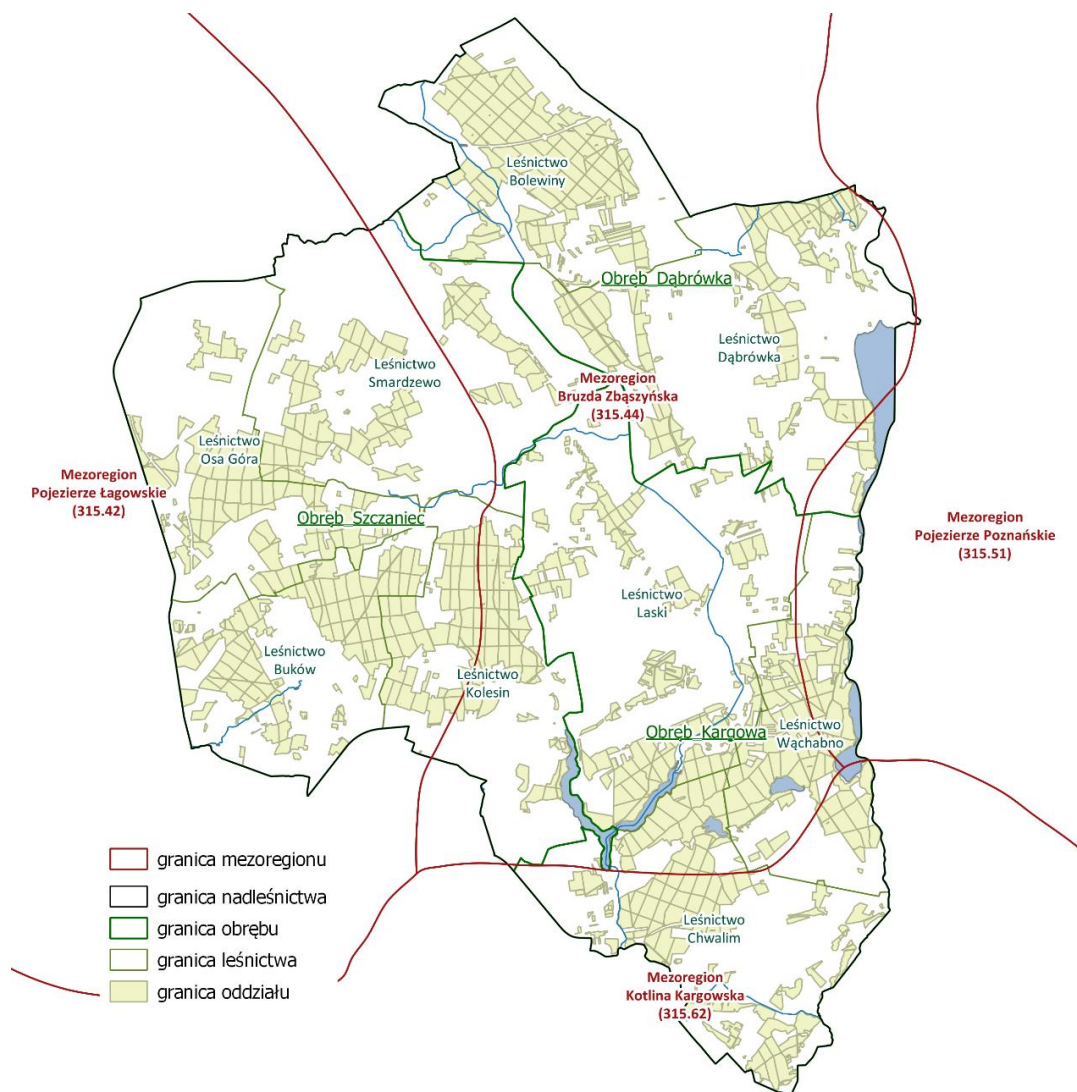 Leśnictwo
Bolewiny
Obręb Dąbrówka
Leśnictwo
Dąbrówka
Leśnictwo
Smardzewo
Mezoregion
Bruzda Zbąszyńska
(315.44)
Leśnictwo
Osa Góra
Mezoregion
Pojezierze Łagowskie
(315.42)
Obręb Szczaniec
Mezoregion
Pojezierze Poznańskie
(315.51)
Leśnictwo
Laski
Leśnictwo
Buków
Leśnictwo
Kolesin
Obręb Kargowa
Leśnictwo
Wąchabno
Leśnictwo
Chwalim
Mezoregion
Kotlina Kargowska
(315.62)
granica mezoregionu
granica nadleśnictwa
granica obrębu
granica leśnictwa
granica oddziału